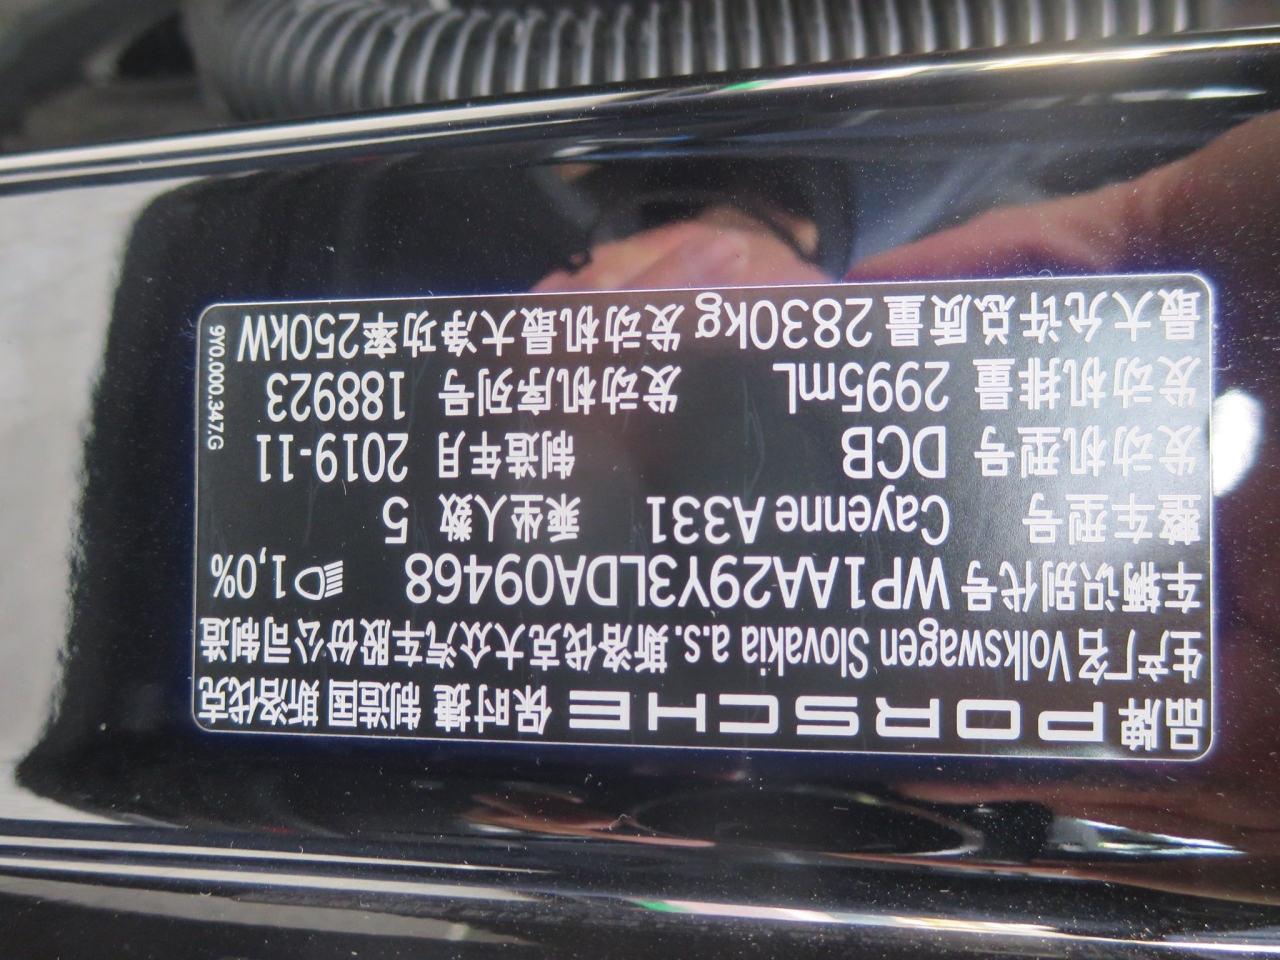 品牌 PORSCHE 保时捷 制造国 斯洛伐克
生产厂名 Volkswagen Slovakia a.s. 斯洛伐克大众汽车股份公司制造
车辆识别代号 WP1AA29Y3LDA09468 1,0%
整车型号 Cayenne A331 乘坐人数 5
发动机型号 DCB 制造年月 2019-11
发动机排量 2995mL 发动机序列号 188923
最大允许总质量 2830kg 发动机最大净功率 250kW
9Y0.000.347.G